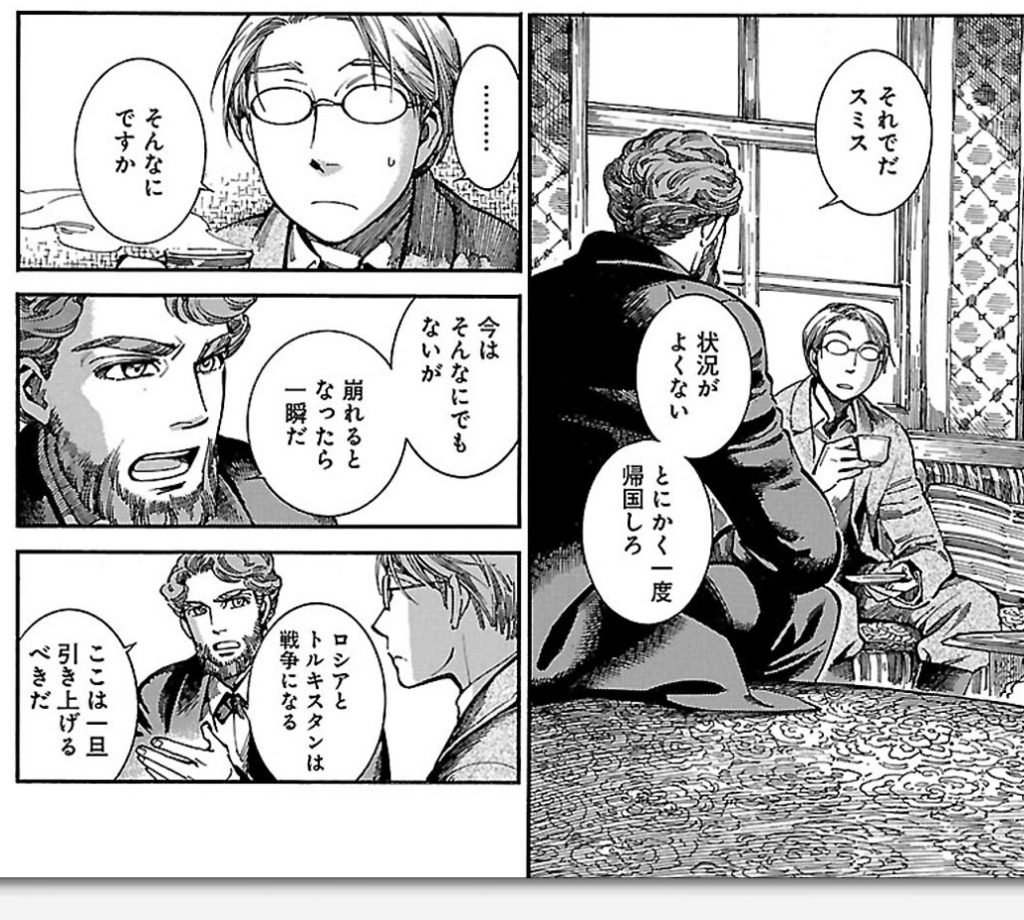 それでだ
スミス
状況が
よくない
とにかく一度
帰国しろ
………
そんなに
ですか
今は
そんなにでも
ないが
崩れると
なったら
一瞬だ
ロシアと
トルキスタンは
戦争になる
ここは一旦
引き上げる
べきだ